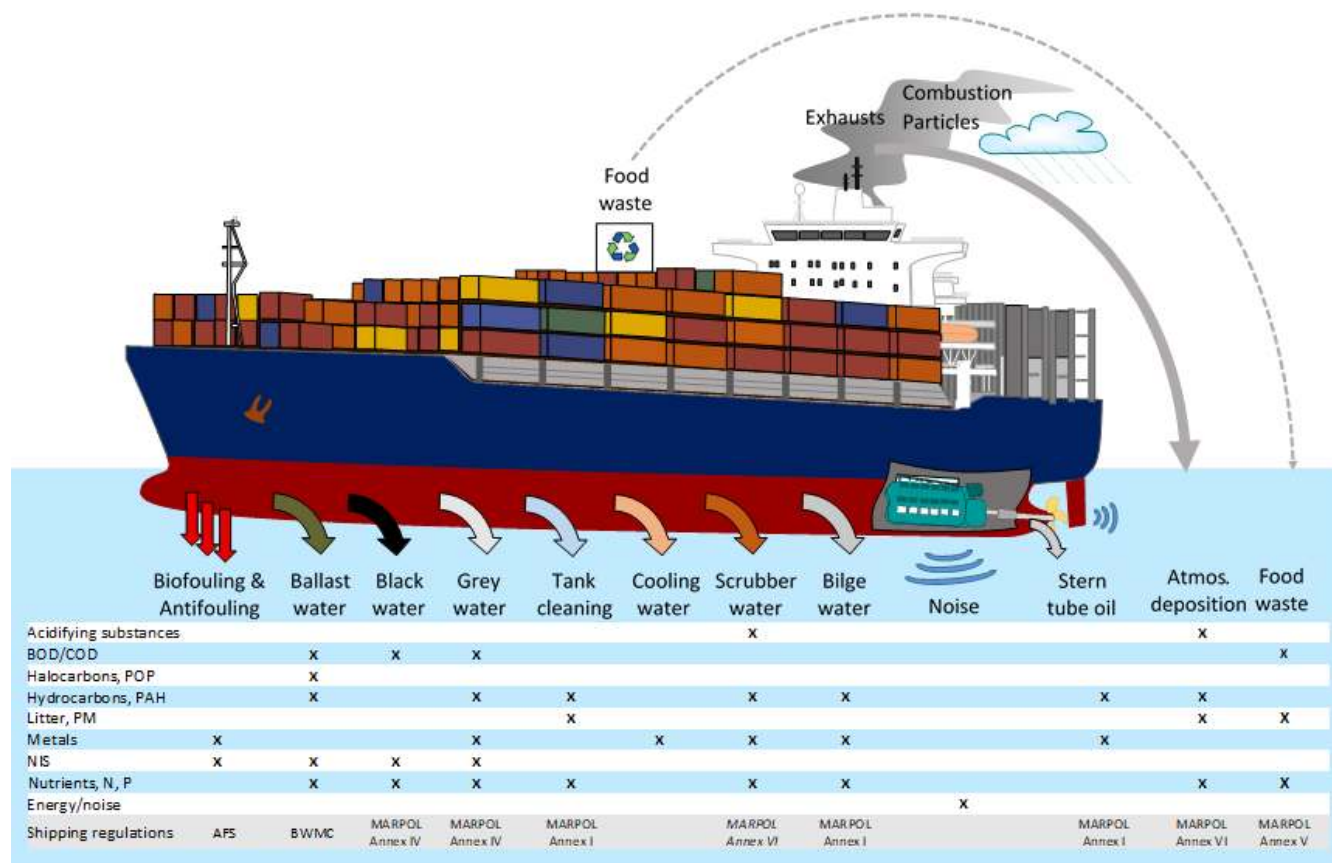 Combustion
Exhausts Particles
Food
waste
Biofouling &
Antifouling
Ballast
water
Black
water
Grey
water
Tank
cleaning
Cooling
water
Scrubber
water
Bilge
water
Noise
Stern
tube oil
Atmos.
deposition
Food
waste
Acidifying substances x x
BOD/COD x x x x
Halocarbons, POP x
Hydrocarbons, PAH x x x x x x x
Litter, PM x x x
Metals x x x x x x
NIS x x x x
Nutrients, N, P x x x x x x x x
Energy/noise x
Shipping regulations
AFS
BWMC
MARPOL
Annex IV
MARPOL
Annex IV
MARPOL
Annex I
MARPOL
Annex VI
MARPOL
Annex I
MARPOL
Annex I
MARPOL
Annex VI
MARPOL
Annex V